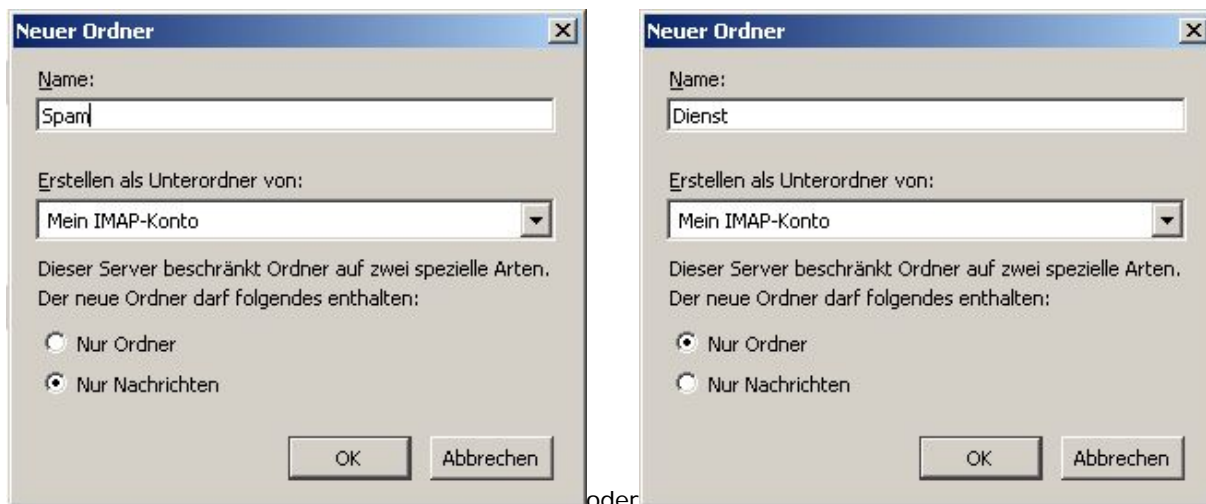 Neuer Ordner
Name:
Spam
Erstellen als Unterordner von:
Mein IMAP-Konto
Dieser Server beschränkt Ordner auf zwei spezielle Arten.
Der neue Ordner darf folgendes enthalten:
Nur Ordner
Nur Nachrichten
OK Abbrechen
oder
Neuer Ordner
Name:
Dienst
Erstellen als Unterordner von:
Mein IMAP-Konto
Dieser Server beschränkt Ordner auf zwei spezielle Arten.
Der neue Ordner darf folgendes enthalten:
Nur Ordner
Nur Nachrichten
OK Abbrechen